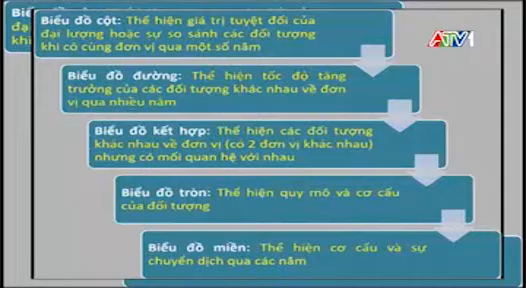 Biểu đồ cột: Thể hiện giá trị tuyệt đối của
đại lượng hoặc sự so sánh các đối tượng
khi có cùng đơn vị qua một số năm
ATV1
Biểu đồ đường: Thể hiện tốc độ tăng
trưởng của các đối tượng khác nhau về đơn
vị qua nhiều năm
Biểu đồ kết hợp: Thể hiện các đối tượng
khác nhau về đơn vị (có 2 đơn vị khác nhau)
nhưng có mối quan hệ với nhau
Biểu đồ tròn: Thể hiện quy mô và cơ cấu
của đối tượng
Biểu đồ miền: Thể hiện cơ cấu và sự
chuyển dịch qua các năm